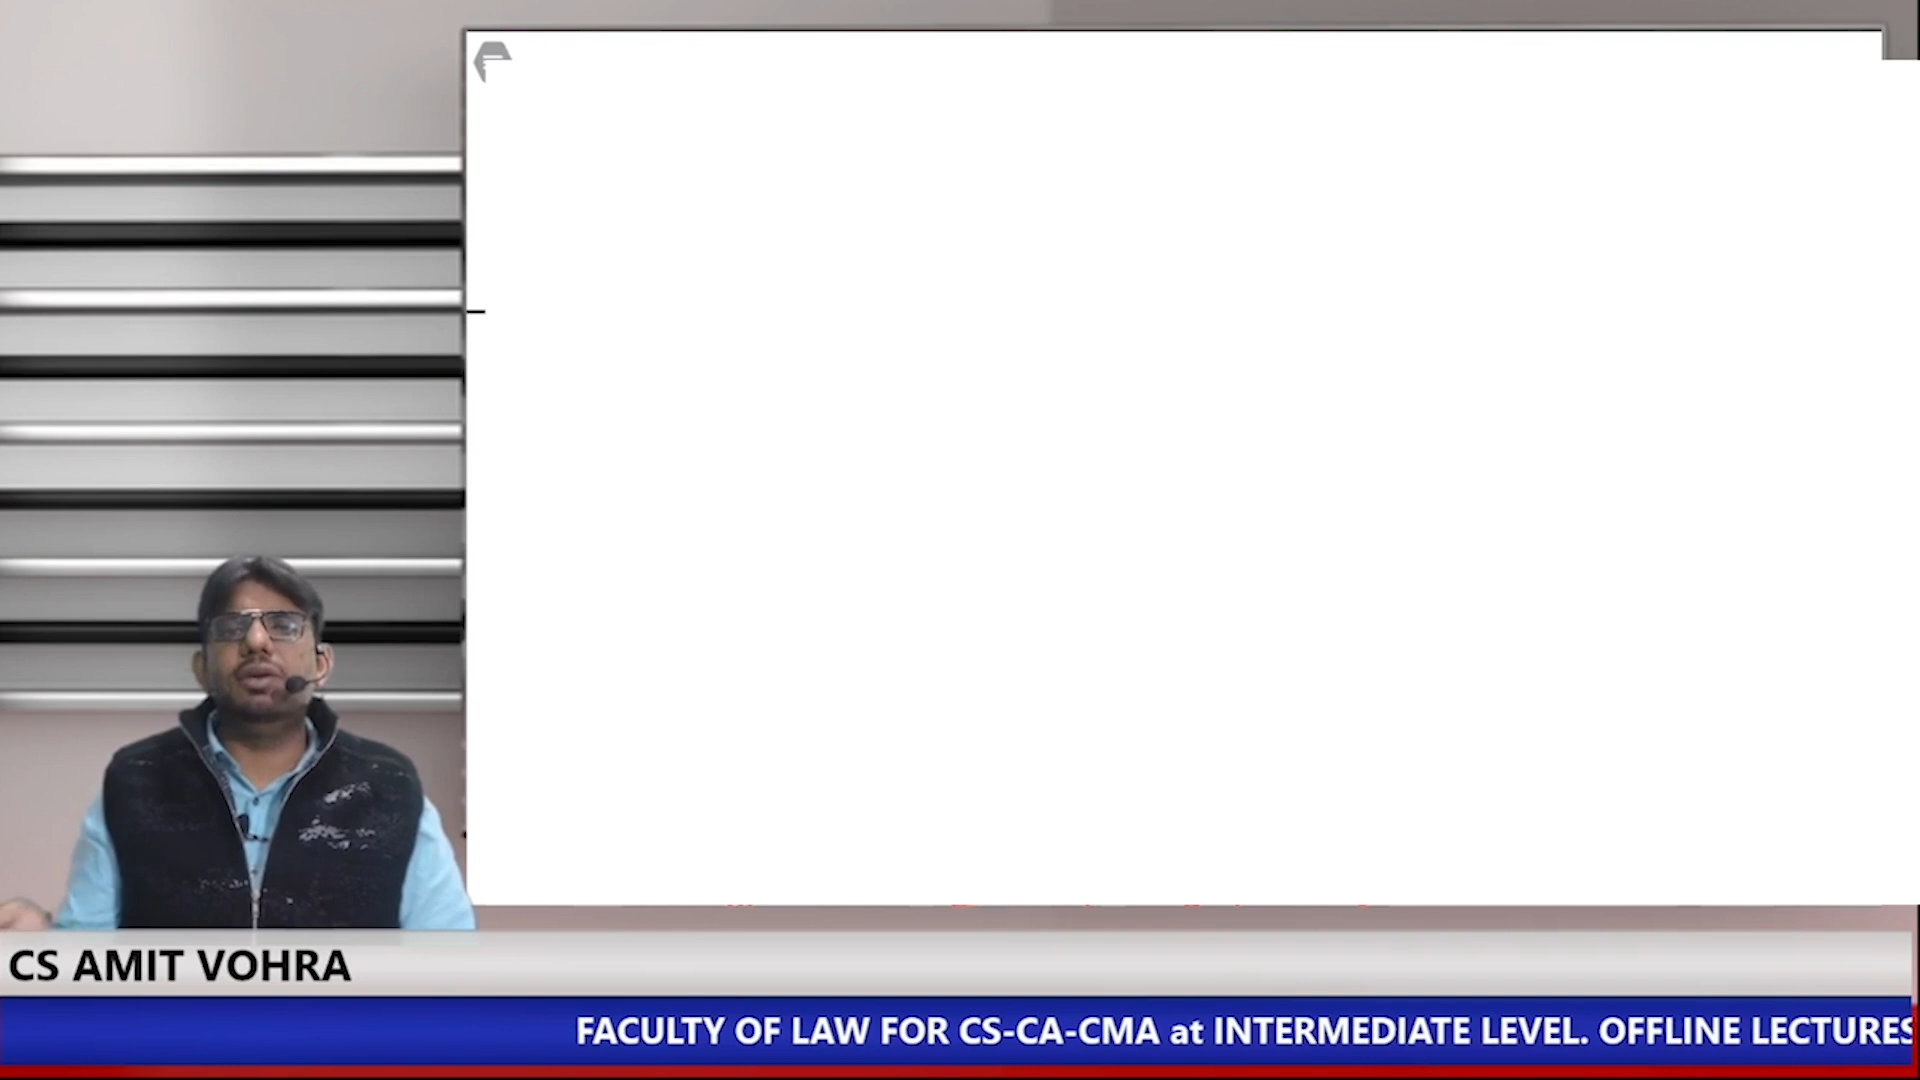 CS AMIT VOHRA
FACULTY OF LAW FOR CS-CA-CMA at INTERMEDIATE LEVEL. OFFLINE LECTURES